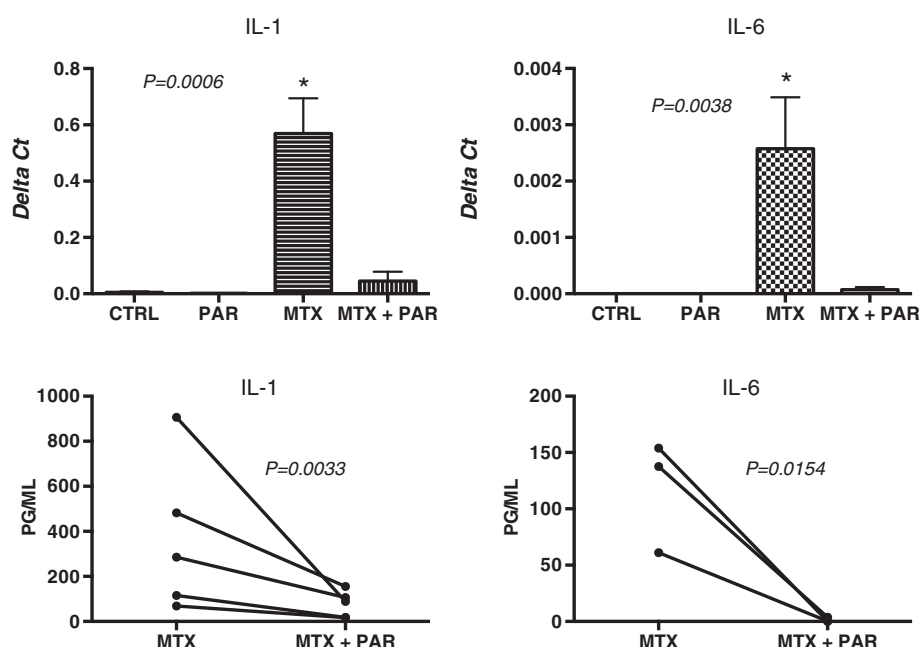 IL-1
0.8
0.6
0.4
0.2
0.0
Delta Ct
P=0.0006
*
CTRL PAR MTX MTX + PAR
IL-6
0.004
0.003
0.002
0.001
0.000
Delta Ct
P=0.0038
*
CTRL PAR MTX MTX + PAR
IL-1
1000
800
600
400
200
0
PG/ML
P=0.0033
MTX MTX + PAR
IL-6
200
150
100
50
0
PG/ML
P=0.0154
MTX MTX + PAR